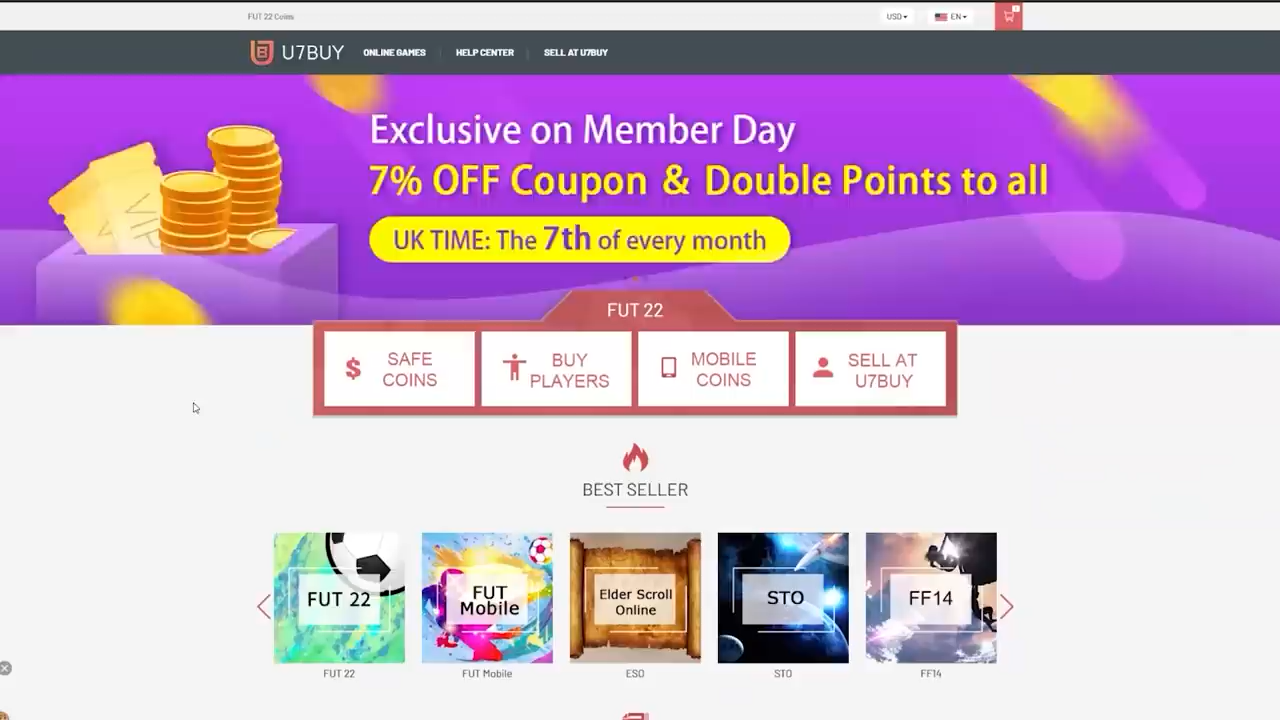 FUT 22 Coins
USD
EN
1
U7BUY
ONLINE GAMES
HELP CENTER
SELL AT U7BUY
Exclusive on Member Day
7% OFF Coupon & Double Points to all
UK TIME: The 7th of every month
FUT 22
$ SAFE
COINS
BUY
PLAYERS
MOBILE
COINS
SELL AT
U7BUY
BEST SELLER
FUT 22
FUT
Mobile
Elder Scroll
Online
STO
FF14
FUT 22
FUT Mobile
ESO
STO
FF14